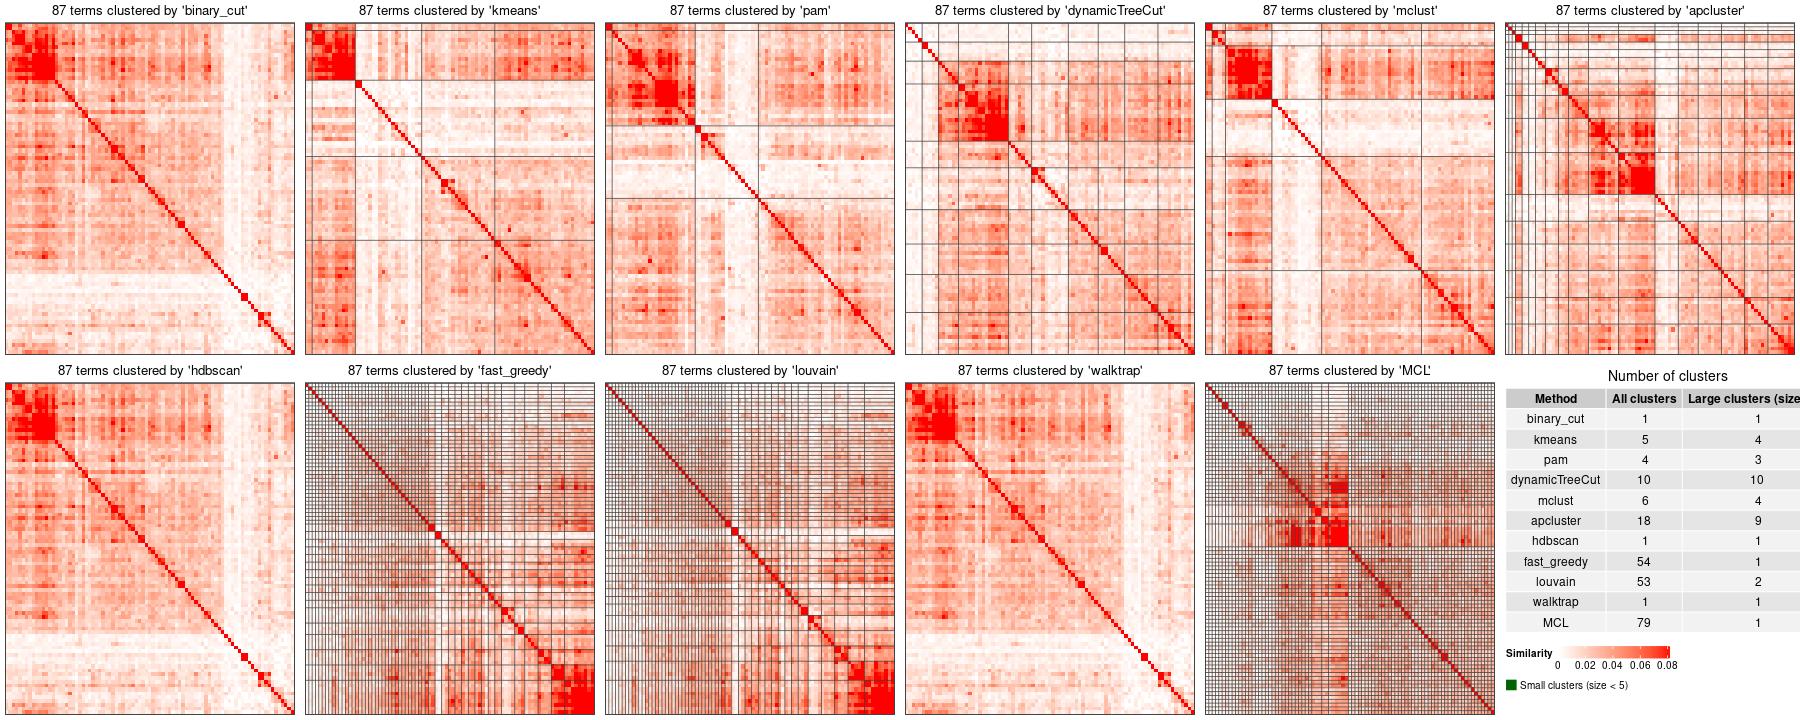 87 terms clustered by 'binary_cut'
87 terms clustered by 'kmeans'
87 terms clustered by 'pam'
87 terms clustered by 'dynamicTreeCut'
87 terms clustered by 'mclust'
87 terms clustered by 'apcluster'
87 terms clustered by 'hdbscan'
87 terms clustered by 'fast_greedy'
87 terms clustered by 'louvain'
87 terms clustered by 'walktrap'
87 terms clustered by 'MCL'
Number of clusters
Method All clusters Large clusters (size
binary_cut 1 1
kmeans 5 4
pam 4 3
dynamicTreeCut 10 10
mclust 6 4
apcluster 18 9
hdbscan 1 1
fast_greedy 54 1
louvain 53 2
walktrap 1 1
MCL 79 1
Similarity
0 0.02 0.04 0.06 0.08
Small clusters (size < 5)